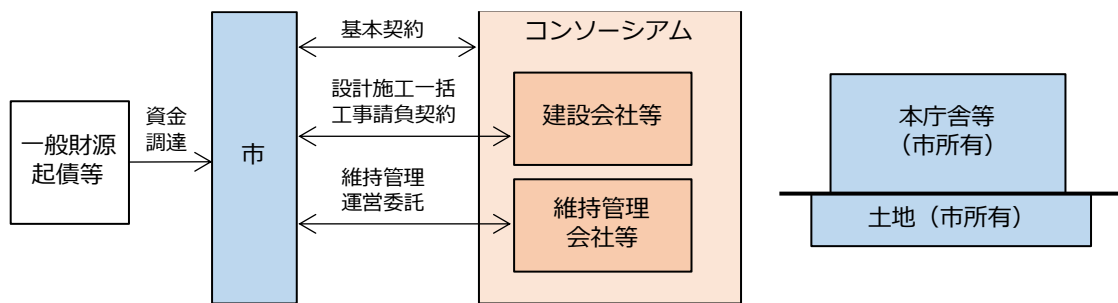 一般財源
起債等
資金
調達
市
基本契約
設計施工一括
工事請負契約
維持管理
運営委託
コンソーシアム
建設会社等
維持管理
会社等
本庁舎等
（市所有）
土地（市所有）